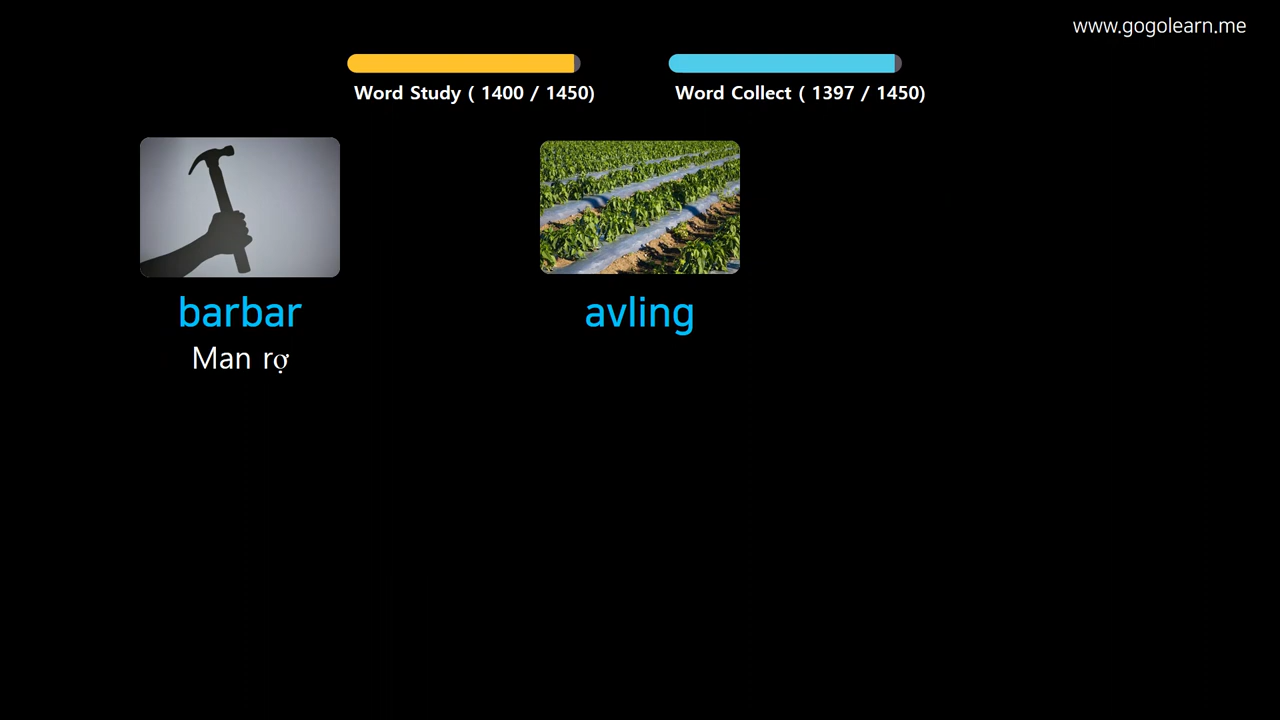 www.gogolearn.me
Word Study ( 1400 / 1450)
Word Collect ( 1397 / 1450)
barbar
Man rợ
avling